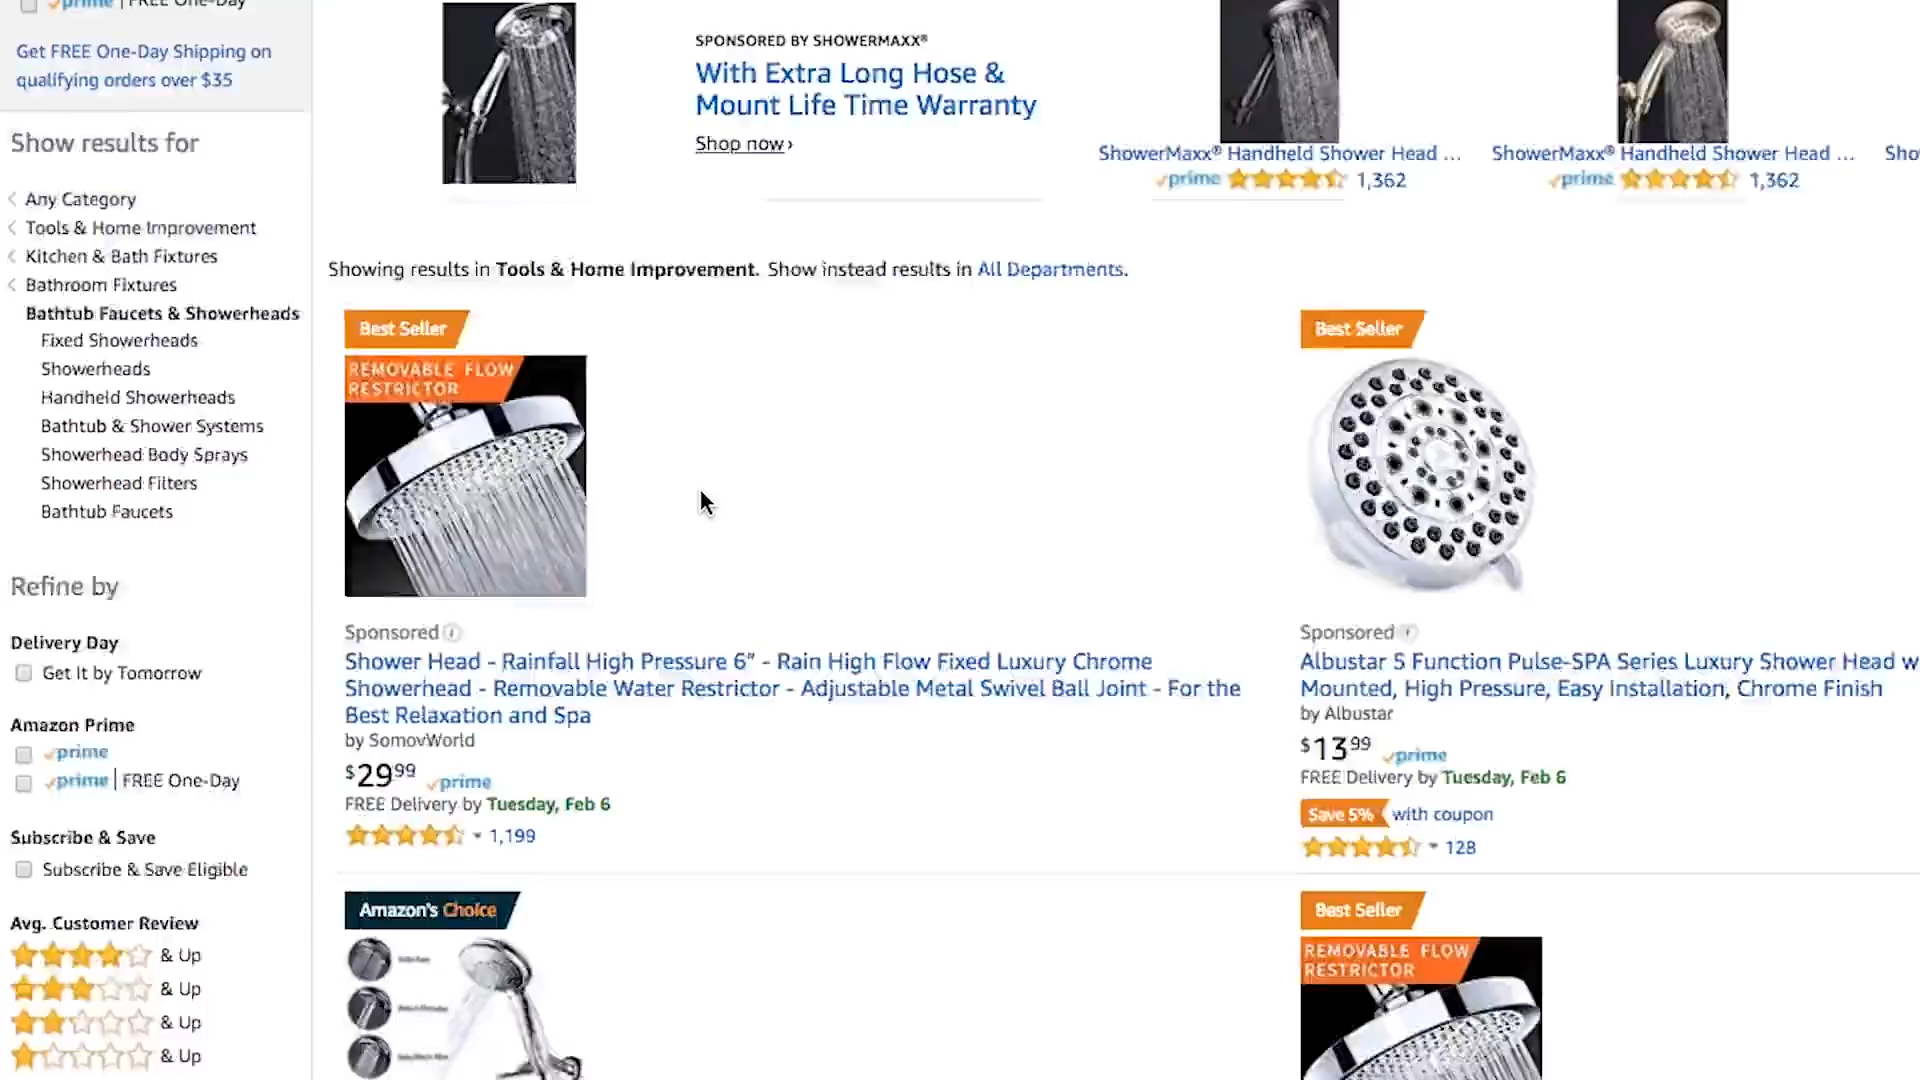 prime | FREE One-Day
Get FREE One-Day Shipping on
qualifying orders over $35
Show results for
Any Category
Tools & Home Improvement
Kitchen & Bath Fixtures
Bathroom Fixtures
Bathtub Faucets & Showerheads
Fixed Showerheads
Showerheads
Handheld Showerheads
Bathtub & Shower Systems
Showerhead Body Sprays
Showerhead Filters
Bathtub Faucets
Refine by
Delivery Day
Get It by Tomorrow
Amazon Prime
prime
prime | FREE One-Day
Subscribe & Save
Subscribe & Save Eligible
Avg. Customer Review
& Up
& Up
& Up
& Up
SPONSORED BY SHOWERMAXX®
With Extra Long Hose &
Mount Life Time Warranty
Shop now ›
ShowerMaxx® Handheld Shower Head ...
prime 1,362
ShowerMaxx® Handheld Shower Head ...
prime 1,362
Sho
Showing results in Tools & Home Improvement. Show instead results in All Departments.
Best Seller
REMOVABLE FLOW
RESTRICTOR
Sponsored
Shower Head - Rainfall High Pressure 6” - Rain High Flow Fixed Luxury Chrome
Showerhead - Removable Water Restrictor - Adjustable Metal Swivel Ball Joint - For the
Best Relaxation and Spa
by SomovWorld
$29.99 prime
FREE Delivery by Tuesday, Feb 6
1,199
Best Seller
Sponsored
Albustar 5 Function Pulse-SPA Series Luxury Shower Head w
Mounted, High Pressure, Easy Installation, Chrome Finish
by Albustar
$13.99 prime
FREE Delivery by Tuesday, Feb 6
Save 5% with coupon
128
Amazon's Choice
Best Seller
REMOVABLE FLOW
RESTRICTOR